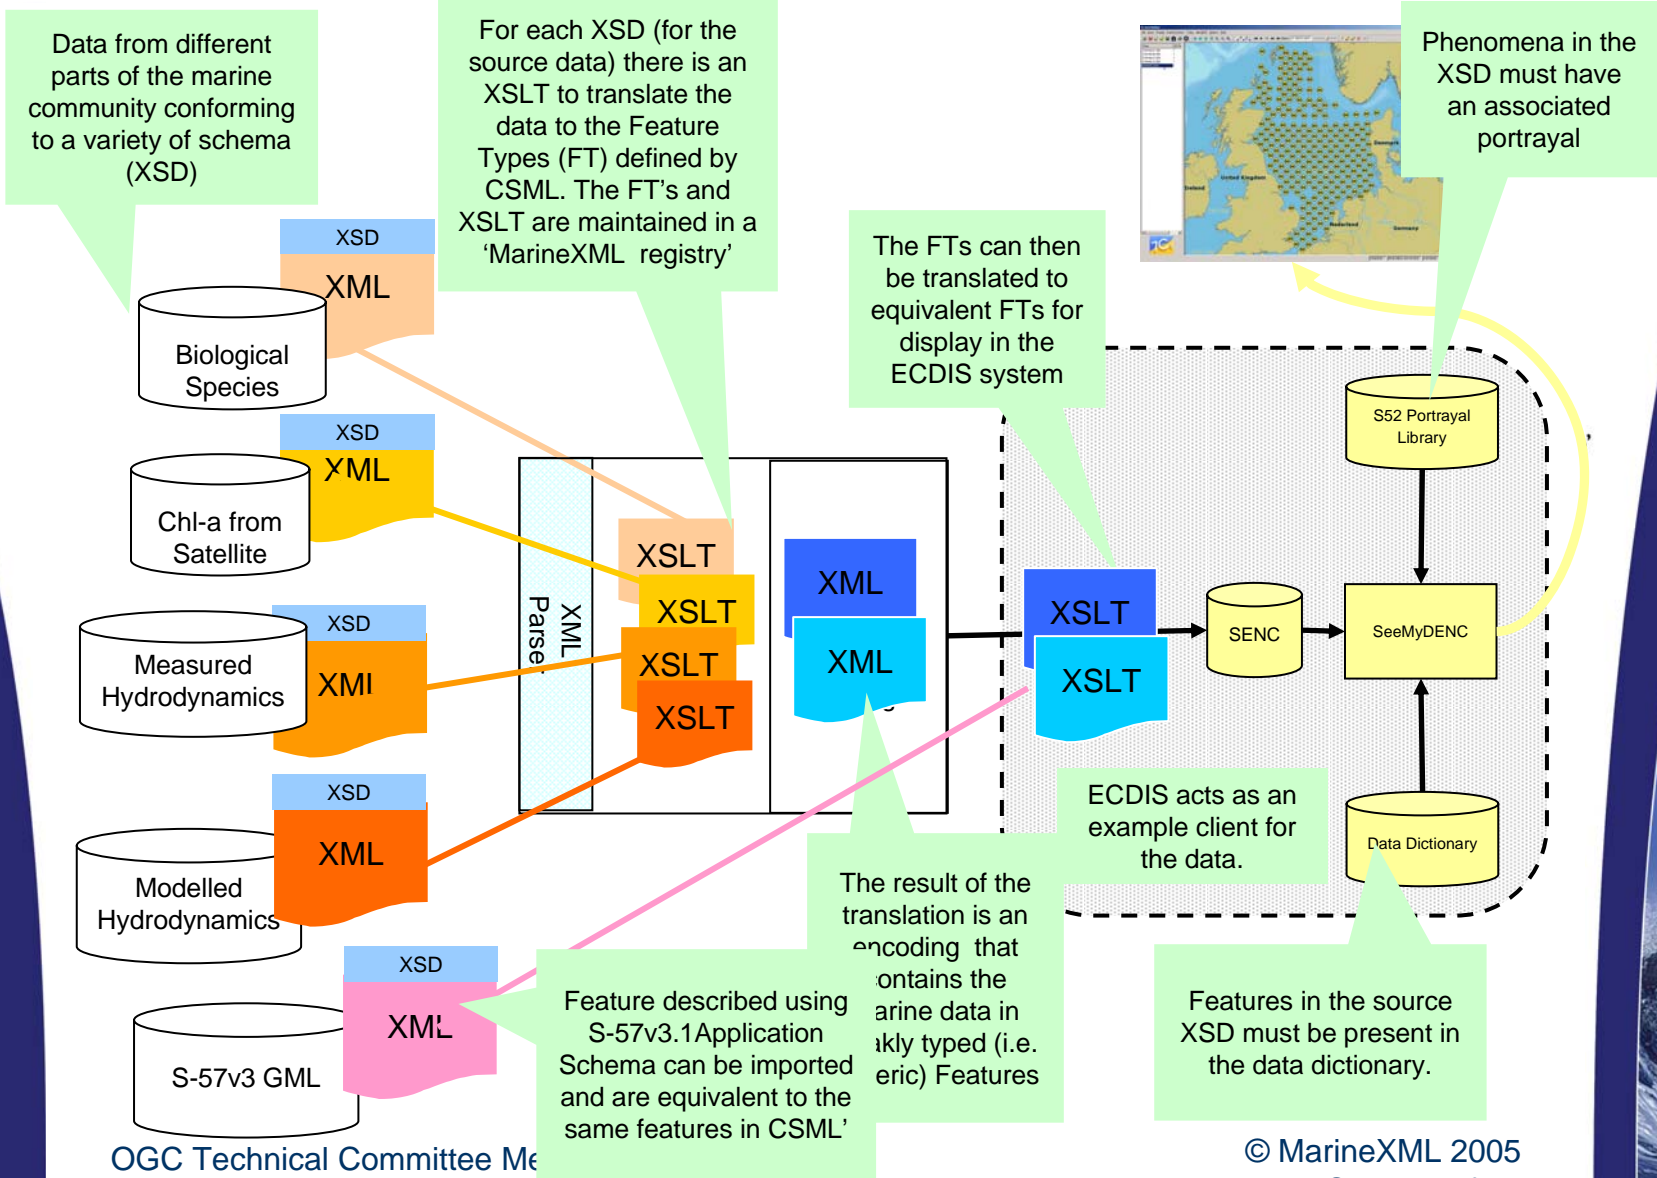 Data from different
parts of the marine
community conforming
to a variety of schema
(XSD)
For each XSD (for the
source data) there is an
XSLT to translate the
data to the Feature
Types (FT) defined by
CSML. The FT's and
XSLT are maintained in a
'MarineXML registry'
The FTs can then
be translated to
equivalent FTs for
display in the
ECDIS system
Phenomena in the
XSD must have
an associated
portrayal
United Kingdom
Germany
XSD
XML
Biological
Species
XSD
XML
Chl-a from
Satellite
XSD
XML
Measured
Hydrodynamics
XSD
XML
Modelled
Hydrodynamics
XSD
XML
S-57v3 GML
XML
Parser
XSLT
XSLT
XSLT
XSLT
XML
XML
XSLT
XSLT
SENC
SeeMyDENC
S52 Portrayal
Library
Data Dictionary
ECDIS acts as an
example client for
the data.
The result of the
translation is an
encoding that
contains the
marine data in
typed (i.e.
Features
Feature described using
S-57v3.1Application
Schema can be imported
and are equivalent to the
same features in CSML'
Features in the source
XSD must be present in
the data dictionary.
OGC Technical Committee
© MarineXML 2005